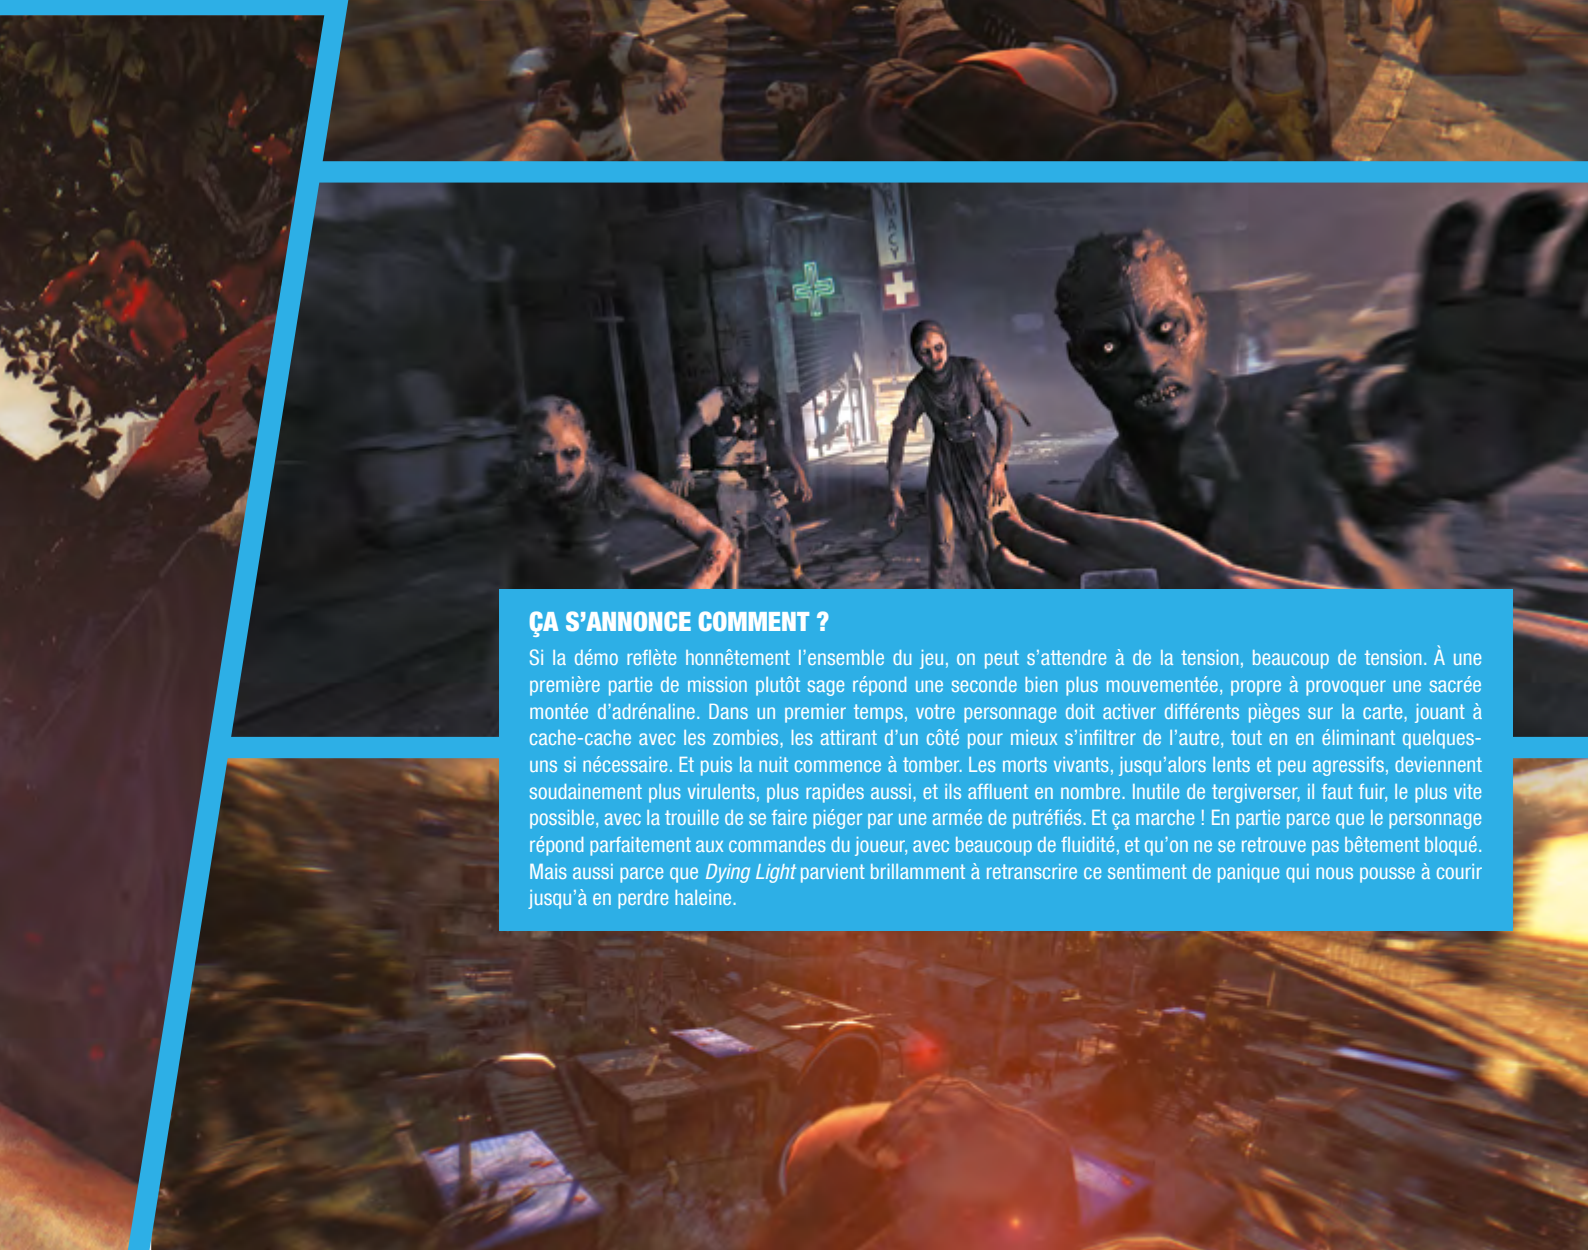 MACY
ÇA S'ANNONCE COMMENT ?
Si la démo reflète honnêtement l'ensemble du jeu, on peut s'attendre à de la tension, beaucoup de tension. À une
première partie de mission plutôt sage répond une seconde bien plus mouvementée, propre à provoquer une sacrée
montée d'adrénaline. Dans un premier temps, votre personnage doit activer différents pièges sur la carte, jouant à
cache-cache avec les zombies, les attirant d'un côté pour mieux s'infiltrer de l'autre, tout en en éliminant quelques-
uns si nécessaire. Et puis la nuit commence à tomber. Les morts vivants, jusqu'alors lents et peu agressifs, deviennent
soudainement plus virulents, plus rapides aussi, et ils affluent en nombre. Inutile de tergiverser, il faut fuir, le plus vite
possible, avec la trouille de se faire piéger par une armée de putréfiés. Et ça marche ! En partie parce que le personnage
répond parfaitement aux commandes du joueur, avec beaucoup de fluidité, et qu'on ne se retrouve pas bêtement bloqué.
Mais aussi parce que Dying Light parvient brillamment à retranscrire ce sentiment de panique qui nous pousse à courir
jusqu'à en perdre haleine.